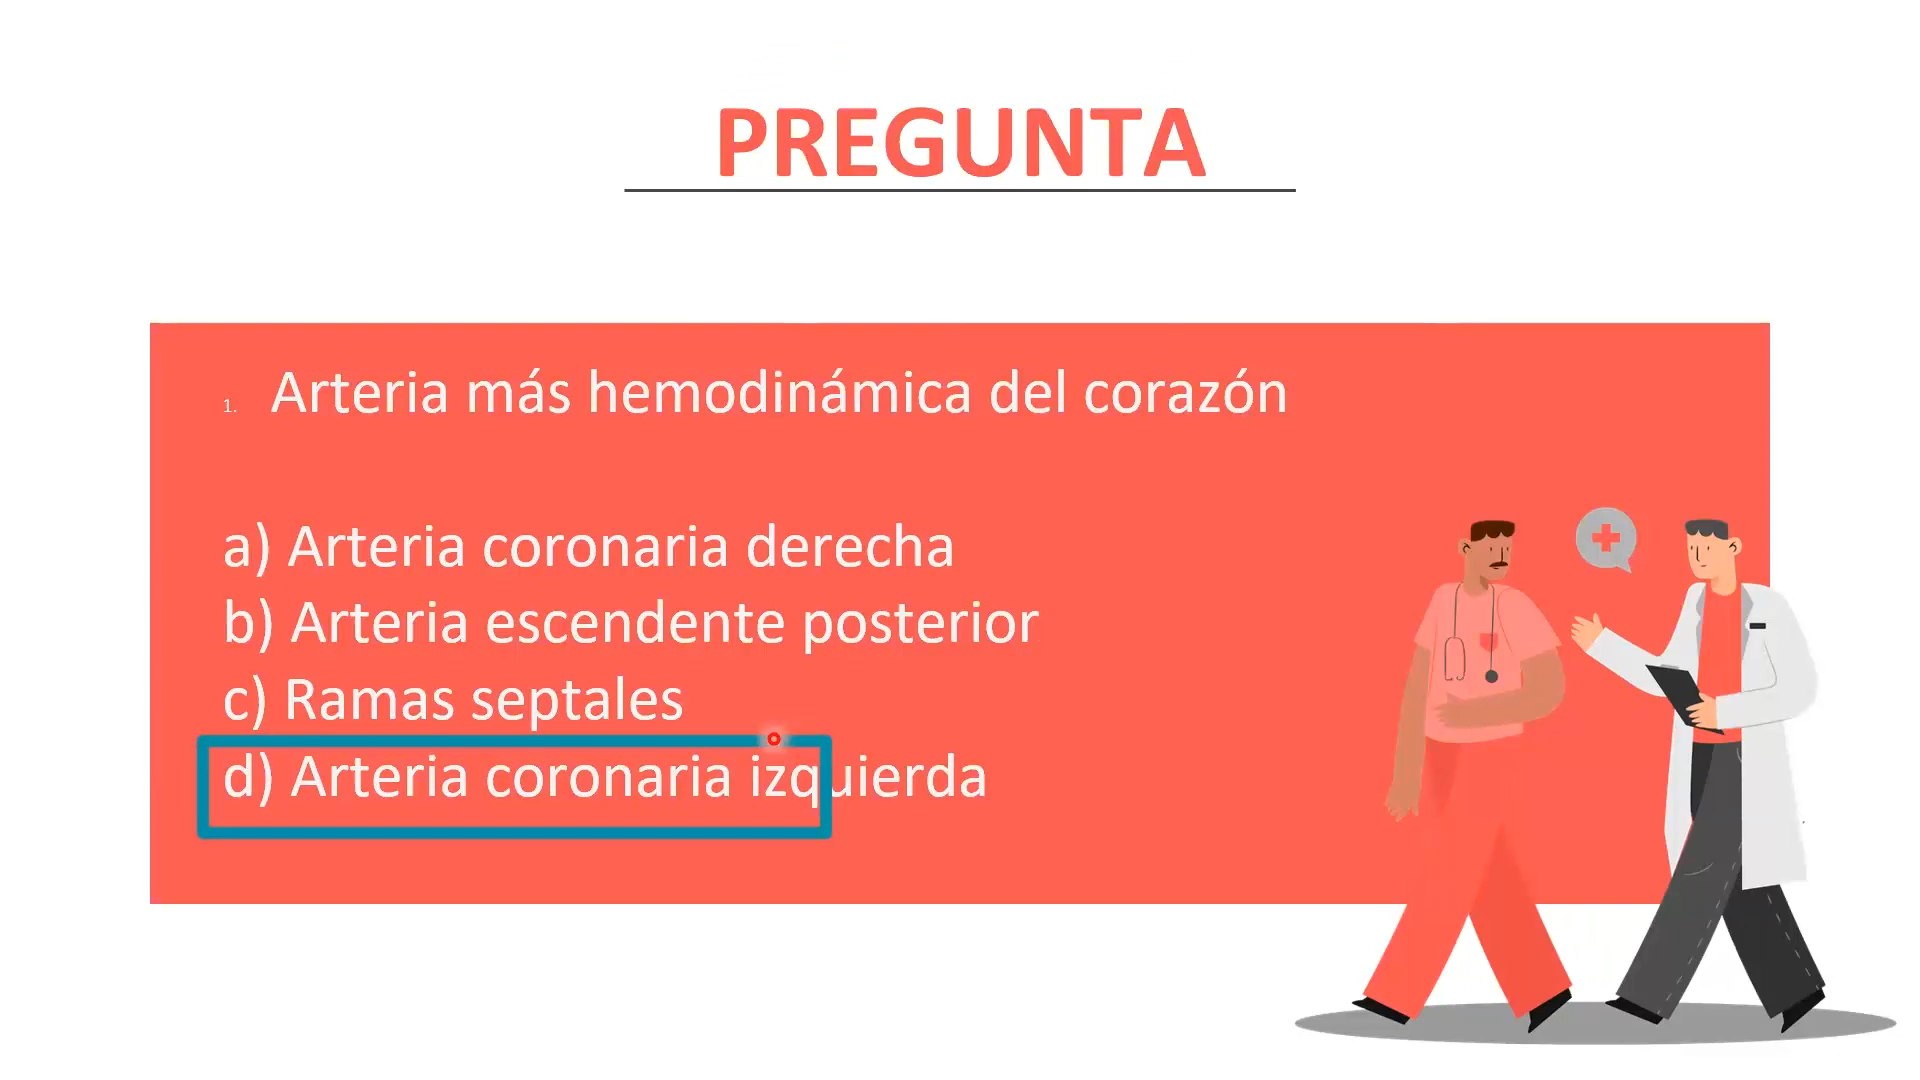 PREGUNTA
1. Arteria más hemodinámica del corazón
a) Arteria coronaria derecha
b) Arteria escendente posterior
c) Ramas septales
d) Arteria coronaria izquierda